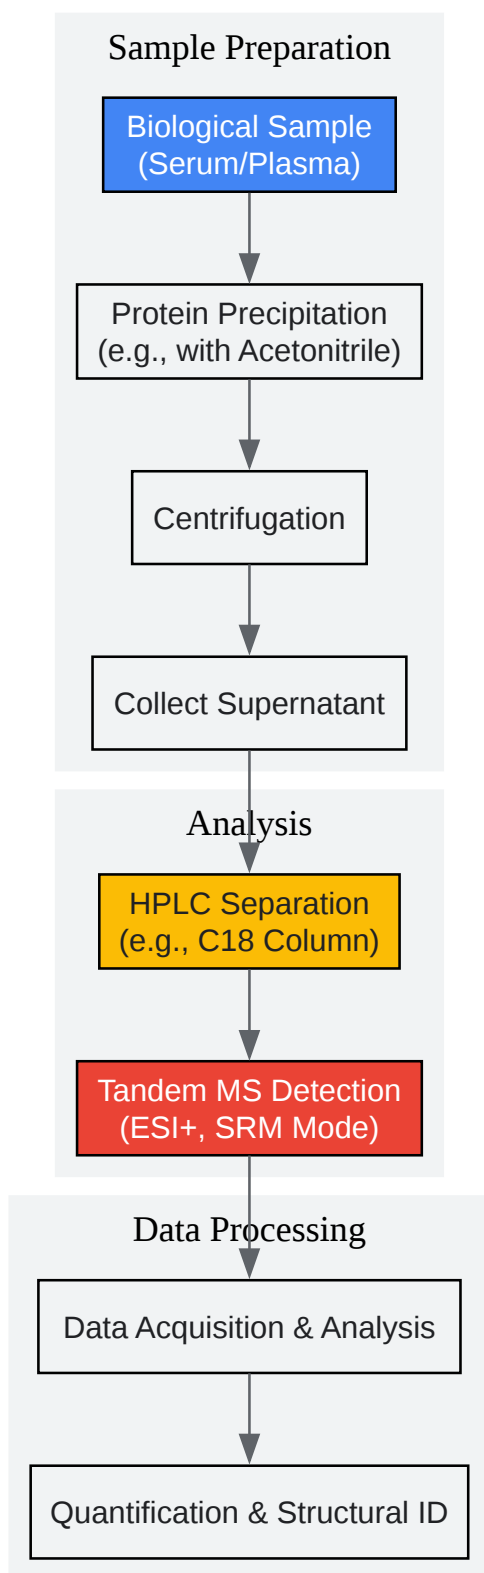 Sample Preparation
Biological Sample
(Serum/Plasma)
Protein Precipitation
(e.g., with Acetonitrile)
Centrifugation
Collect Supernatant
Analysis
HPLC Separation
(e.g., C18 Column)
Tandem MS Detection
(ESI+, SRM Mode)
Data Processing
Data Acquisition & Analysis
Quantification & Structural ID